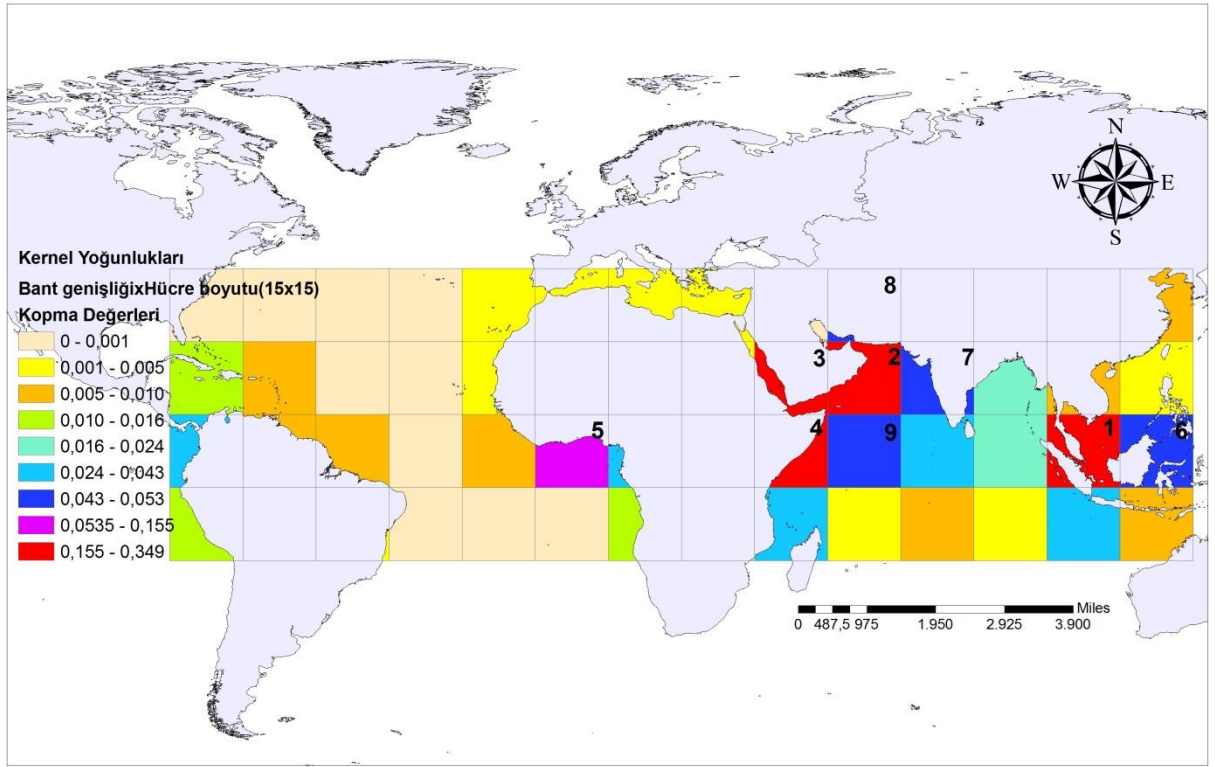 N
W E
S
Kernel Yoğunlukları
Bant genişliğixHücre boyutu(15x15)
Kopma Değerleri
0 - 0,001
0,001 - 0,005
0,005 - 0,010
0,010 - 0,016
0,016 - 0,024
0,024 - 0,043
0,043 - 0,053
0,0535 - 0,155
0,155 - 0,349
8
3 2 7
5 4 9 1 6
Miles
0 487,5 975 1.950 2.925 3.900